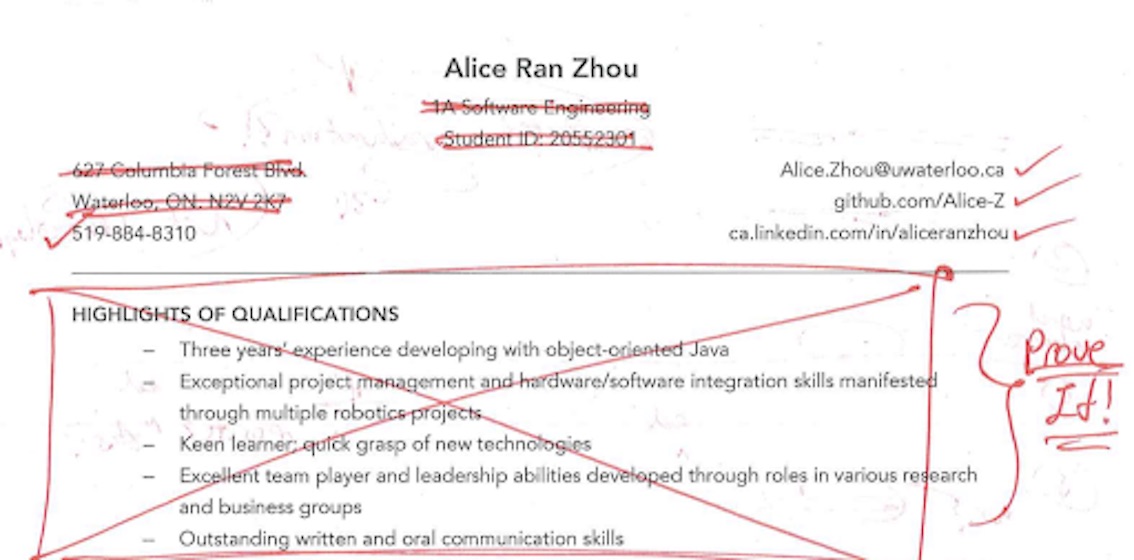 Alice Ran Zhou
1A Software Engineering
Student ID: 20552301
627 Columbia Forest Blvd.
Waterloo, ON. N2V 2K7
519-884-8310
Alice.Zhou@uwaterloo.ca
github.com/Alice-Z
ca.linkedin.com/in/aliceranzhou
HIGHLIGHTS OF QUALIFICATIONS
– Three years' experience developing with object-oriented Java
– Exceptional project management and hardware/software integration skills manifested
through multiple robotics projects
– Keen learner; quick grasp of new technologies
– Excellent team player and leadership abilities developed through roles in various research
and business groups
– Outstanding written and oral communication skills
Prove
It!